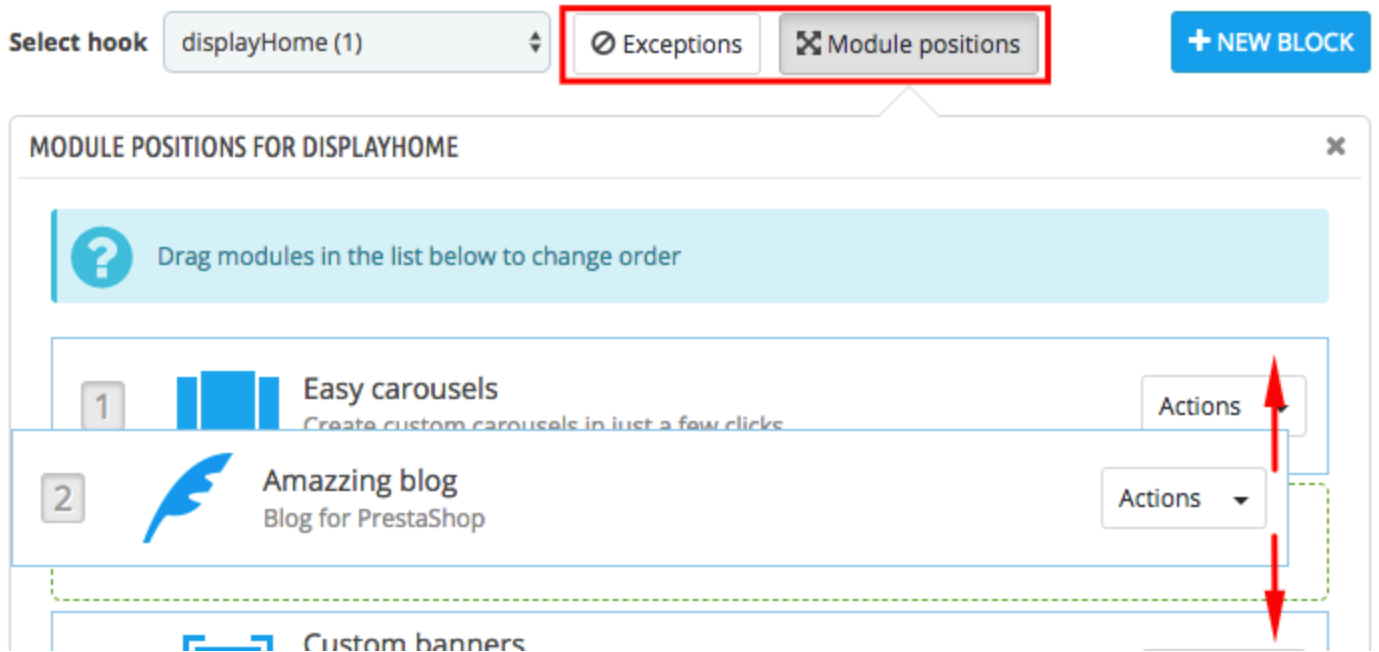 Select hook displayHome (1) Exceptions Module positions + NEW BLOCK
MODULE POSITIONS FOR DISPLAYHOME
Drag modules in the list below to change order
1 Easy carousels Actions
Create custom carousels in just a few clicks
2 Amazzing blog Actions
Blog for PrestaShop
Custom banners